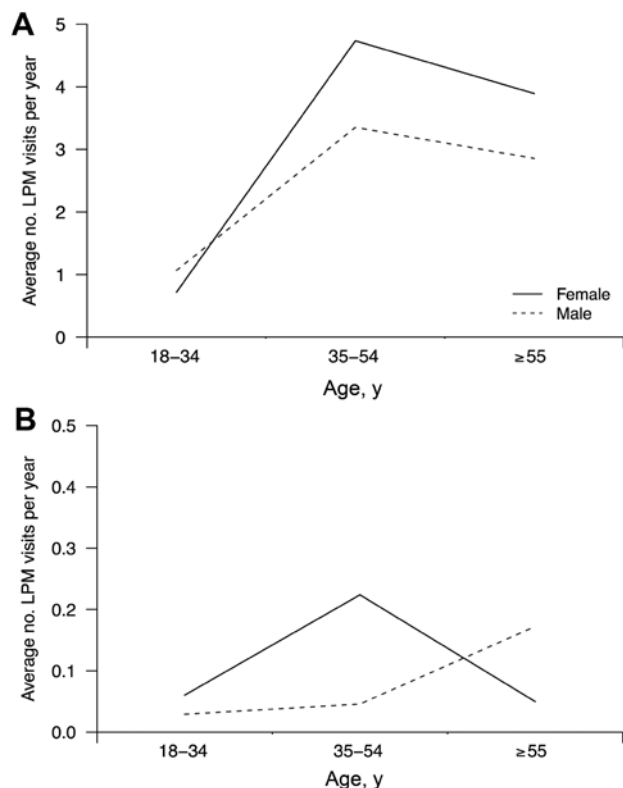 A
Average no. LPM visits per year
5
4
3
2
1
0
Female
Male
18–34
35–54
≥55
Age, y
B
Average no. LPM visits per year
0.5
0.4
0.3
0.2
0.1
0.0
18–34
35–54
≥55
Age, y